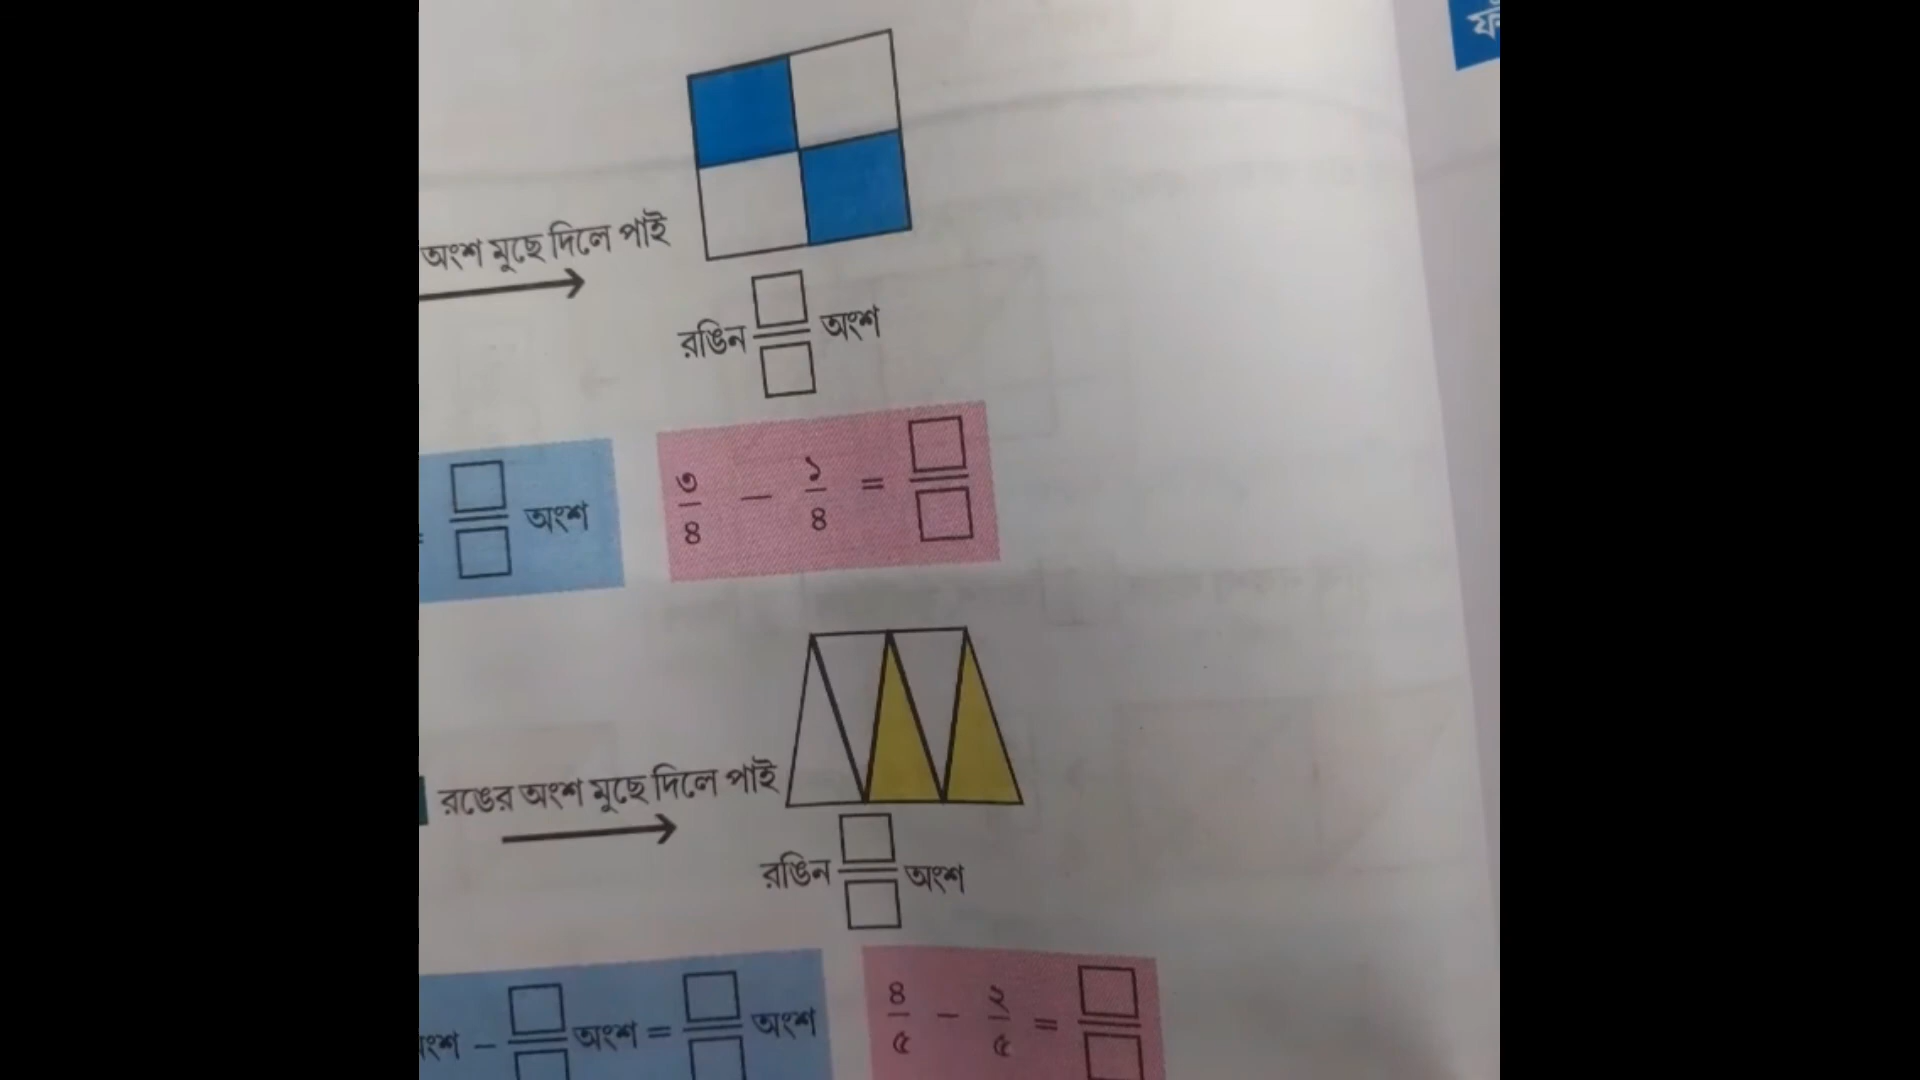 অংশ মুছে দিলে পাই
রঙিন □/□ অংশ
□/□ অংশ
৩/৪ − ১/৪ = □/□
রঙের অংশ মুছে দিলে পাই
রঙিন □/□ অংশ
− □/□ অংশ = □/□ অংশ
৪/৫ − ২/৫ = □/□